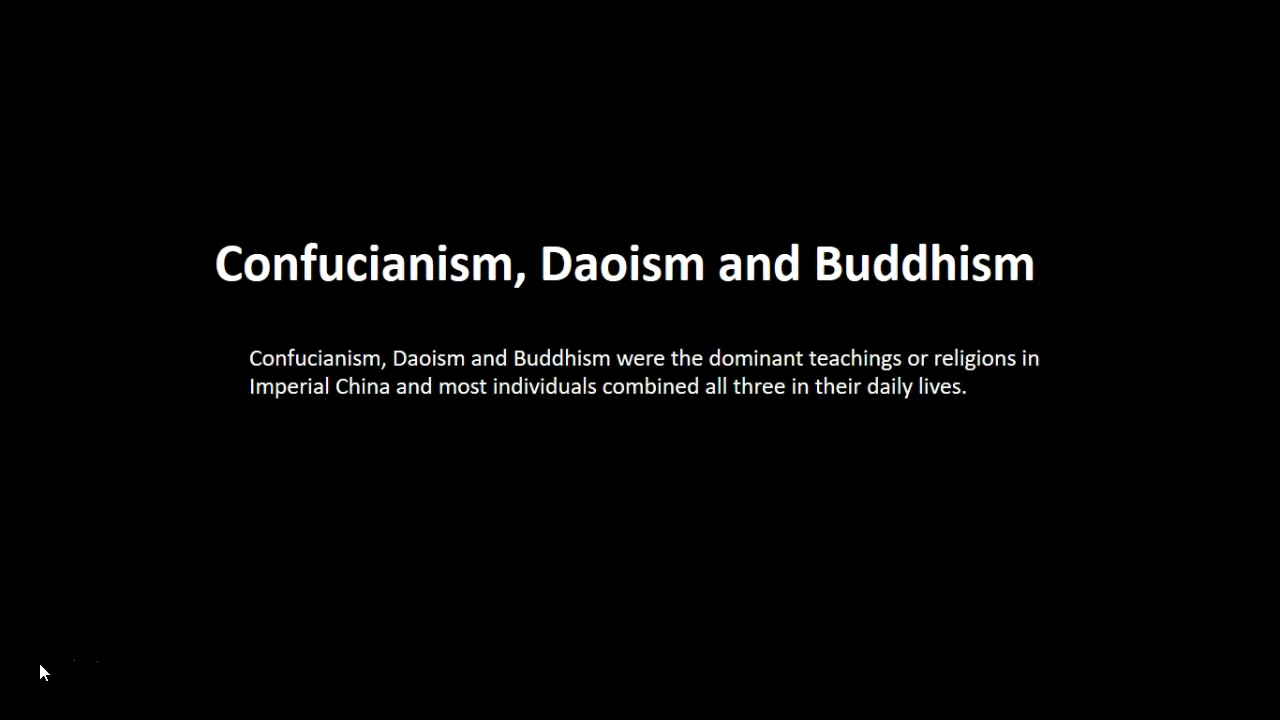 Confucianism, Daoism and Buddhism
Confucianism, Daoism and Buddhism were the dominant teachings or religions in
Imperial China and most individuals combined all three in their daily lives.